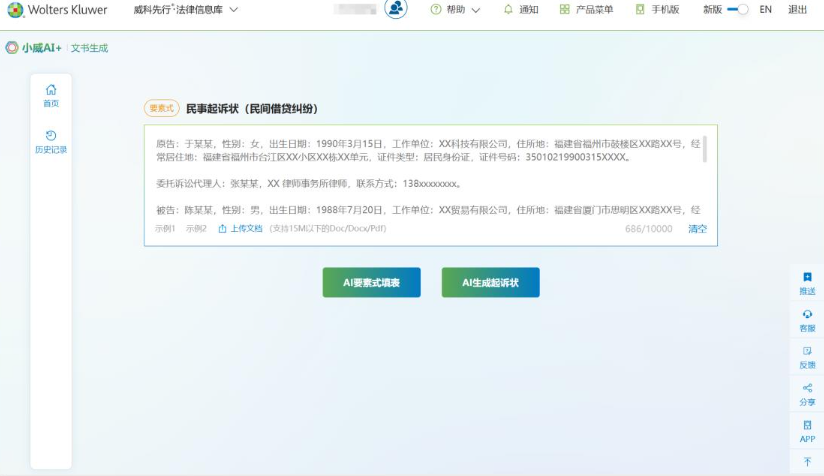 Wolters Kluwer
威科先行®法律信息库
帮助
通知
产品菜单
手机版
新版
EN
退出
小威AI+ 文书生成
首页
历史记录
要素式 民事起诉状（民间借贷纠纷）
原告：于某某，性别：女，出生日期：1990年3月15日，工作单位：XX科技有限公司，住所地：福建省福州市鼓楼区XX路XX号，经
常居住地：福建省福州市台江区XX小区XX栋XX单元，证件类型：居民身份证，证件号码：35010219900315XXXX。
委托诉讼代理人：张某某，XX 律师事务所律师，联系方式：138xxxxxxxx。
被告：陈某某，性别：男，出生日期：1988年7月20日，工作单位：XX贸易有限公司，住所地：福建省厦门市思明区XX路XX号，经
示例1 示例2 上传文档 (支持15M以下的Doc/Docx/Pdf) 686/10000 清空
AI要素式填表
AI生成起诉状
推送
客服
反馈
分享
APP